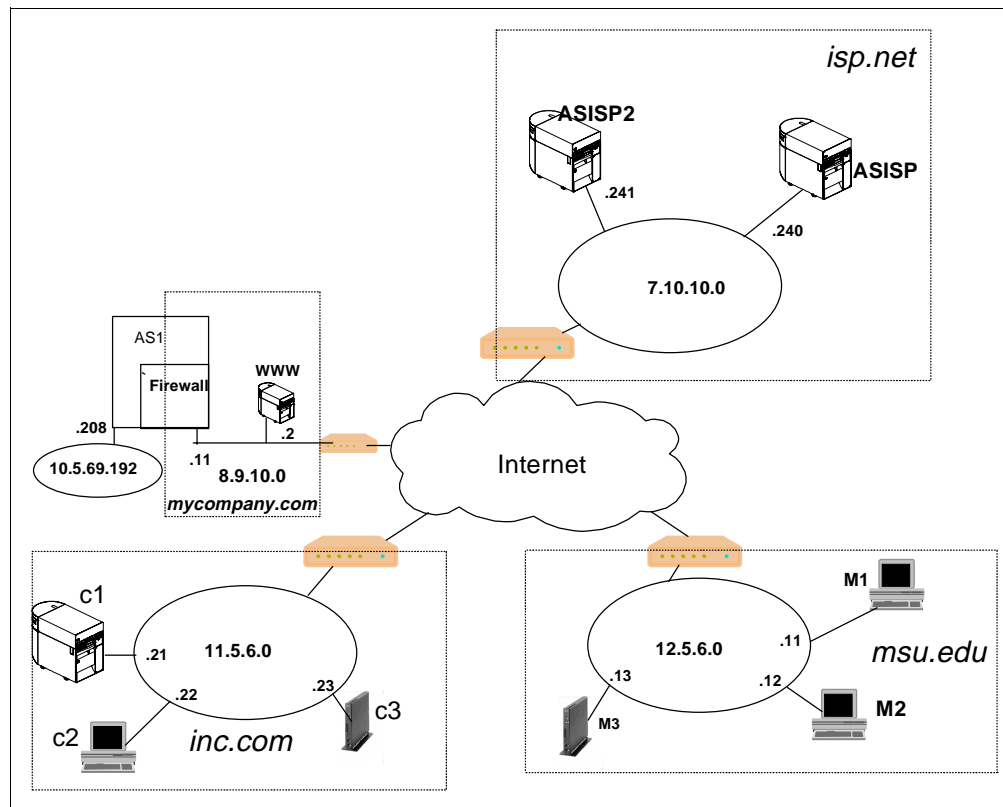 isp.net
ASISP2
ASISP
.241
.240
7.10.10.0
AS1
Firewall
WWW
.208
.2
.11
10.5.69.192
8.9.10.0
mycompany.com
Internet
c1
.21
11.5.6.0
.22
.23
c2
c3
inc.com
M1
.11
12.5.6.0
msu.edu
.13
.12
M3
M2